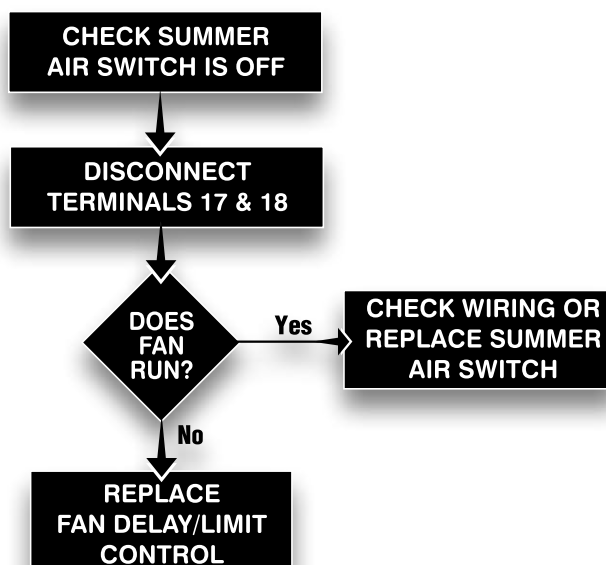 CHECK SUMMER
AIR SWITCH IS OFF
DISCONNECT
TERMINALS 17 & 18
DOES
FAN
RUN?
Yes
CHECK WIRING OR
REPLACE SUMMER
AIR SWITCH
No
REPLACE
FAN DELAY/LIMIT
CONTROL